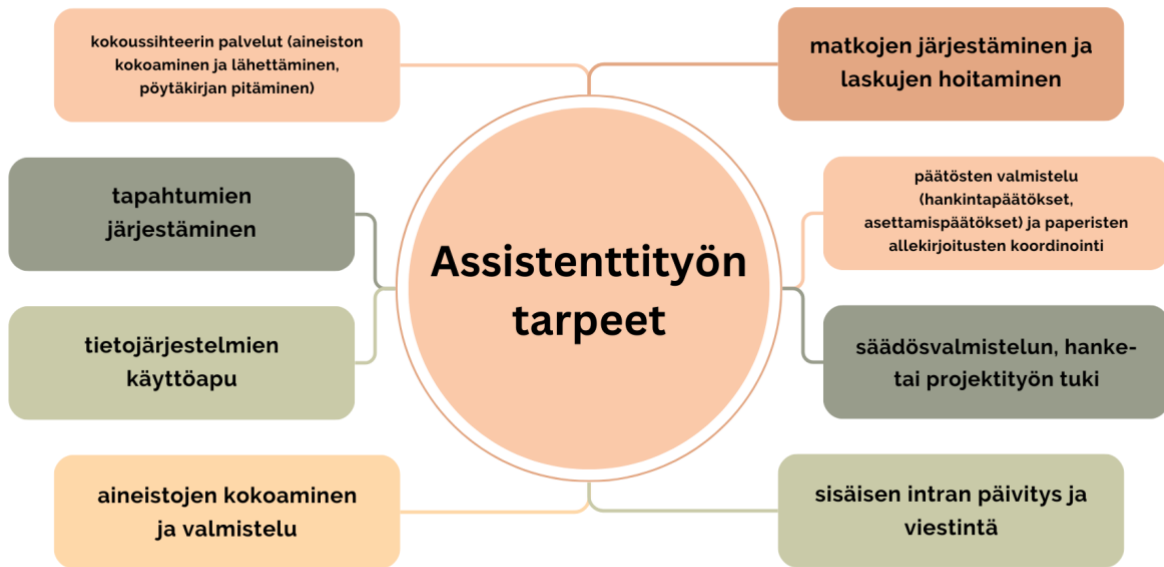 kokoussihteerin palvelut (aineiston
kokoaminen ja lähettäminen,
pöytäkirjan pitäminen)
matkojen järjestäminen ja
laskujen hoitaminen
tapahtumien
järjestäminen
päätösten valmistelu
(hankintapäätökset,
asettamispäätökset) ja paperisten
allekirjoitusten koordinointi
Assistenttityön
tarpeet
tietojärjestelmien
käyttöapu
säädösvalmistelun, hanke-
tai projektityön tuki
aineistojen kokoaminen
ja valmistelu
sisäisen intran päivitys ja
viestintä